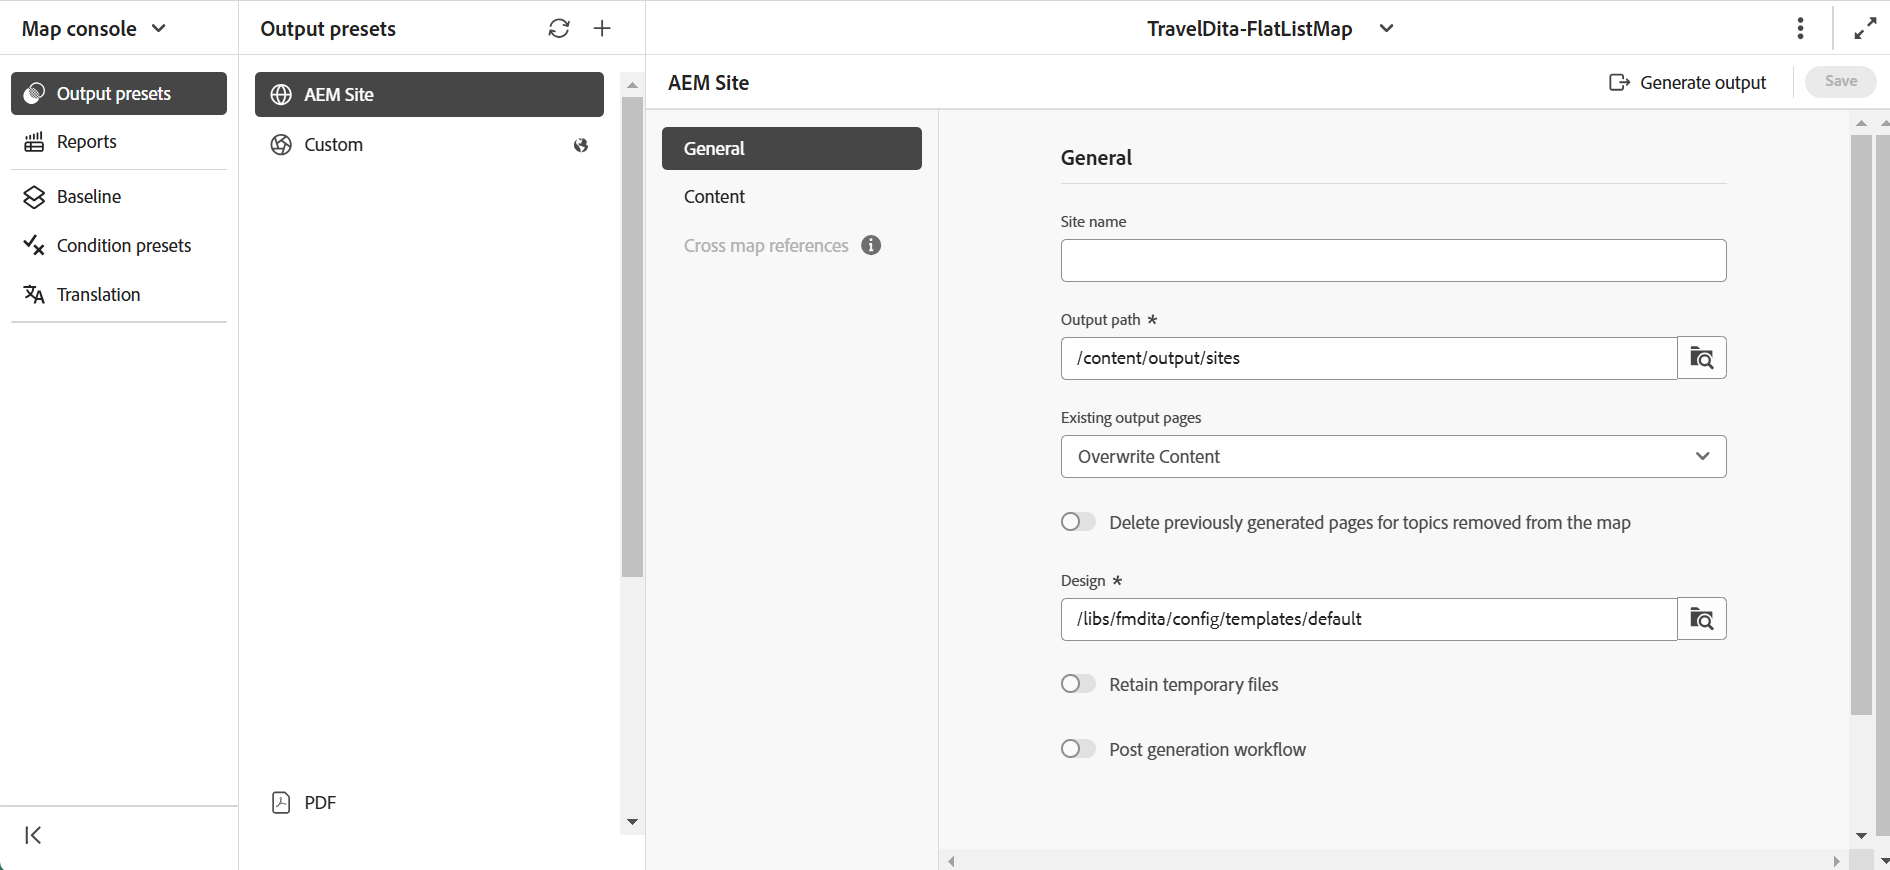 Map console
Output presets
Reports
Baseline
Condition presets
Translation
Output presets
AEM Site
Custom
PDF
TravelDita-FlatListMap
AEM Site
Generate output
Save
General
Content
Cross map references
General
Site name
Output path *
/content/output/sites
Existing output pages
Overwrite Content
Delete previously generated pages for topics removed from the map
Design *
/libs/fmdita/config/templates/default
Retain temporary files
Post generation workflow